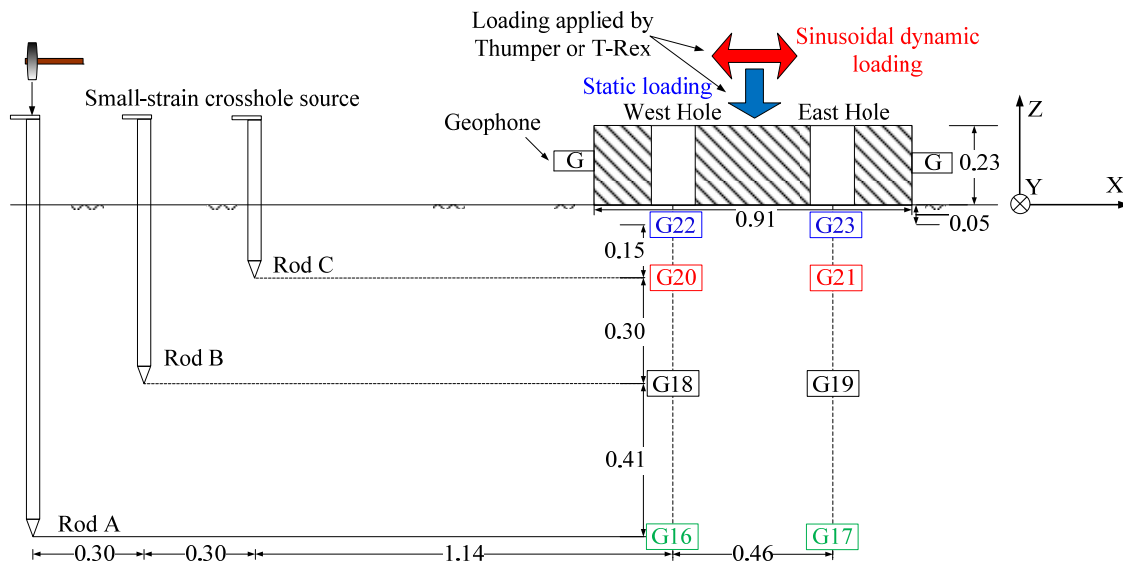 Loading applied by
Thumper or T-Rex
Sinusoidal dynamic
loading
Static loading
Small-strain crosshole source
West Hole
East Hole
Geophone
G
G
Z
0.23
Y
X
0.91
0.05
G22
G23
0.15
Rod C
G20
G21
0.30
Rod B
G18
G19
0.41
Rod A
G16
G17
0.30
0.30
1.14
0.46